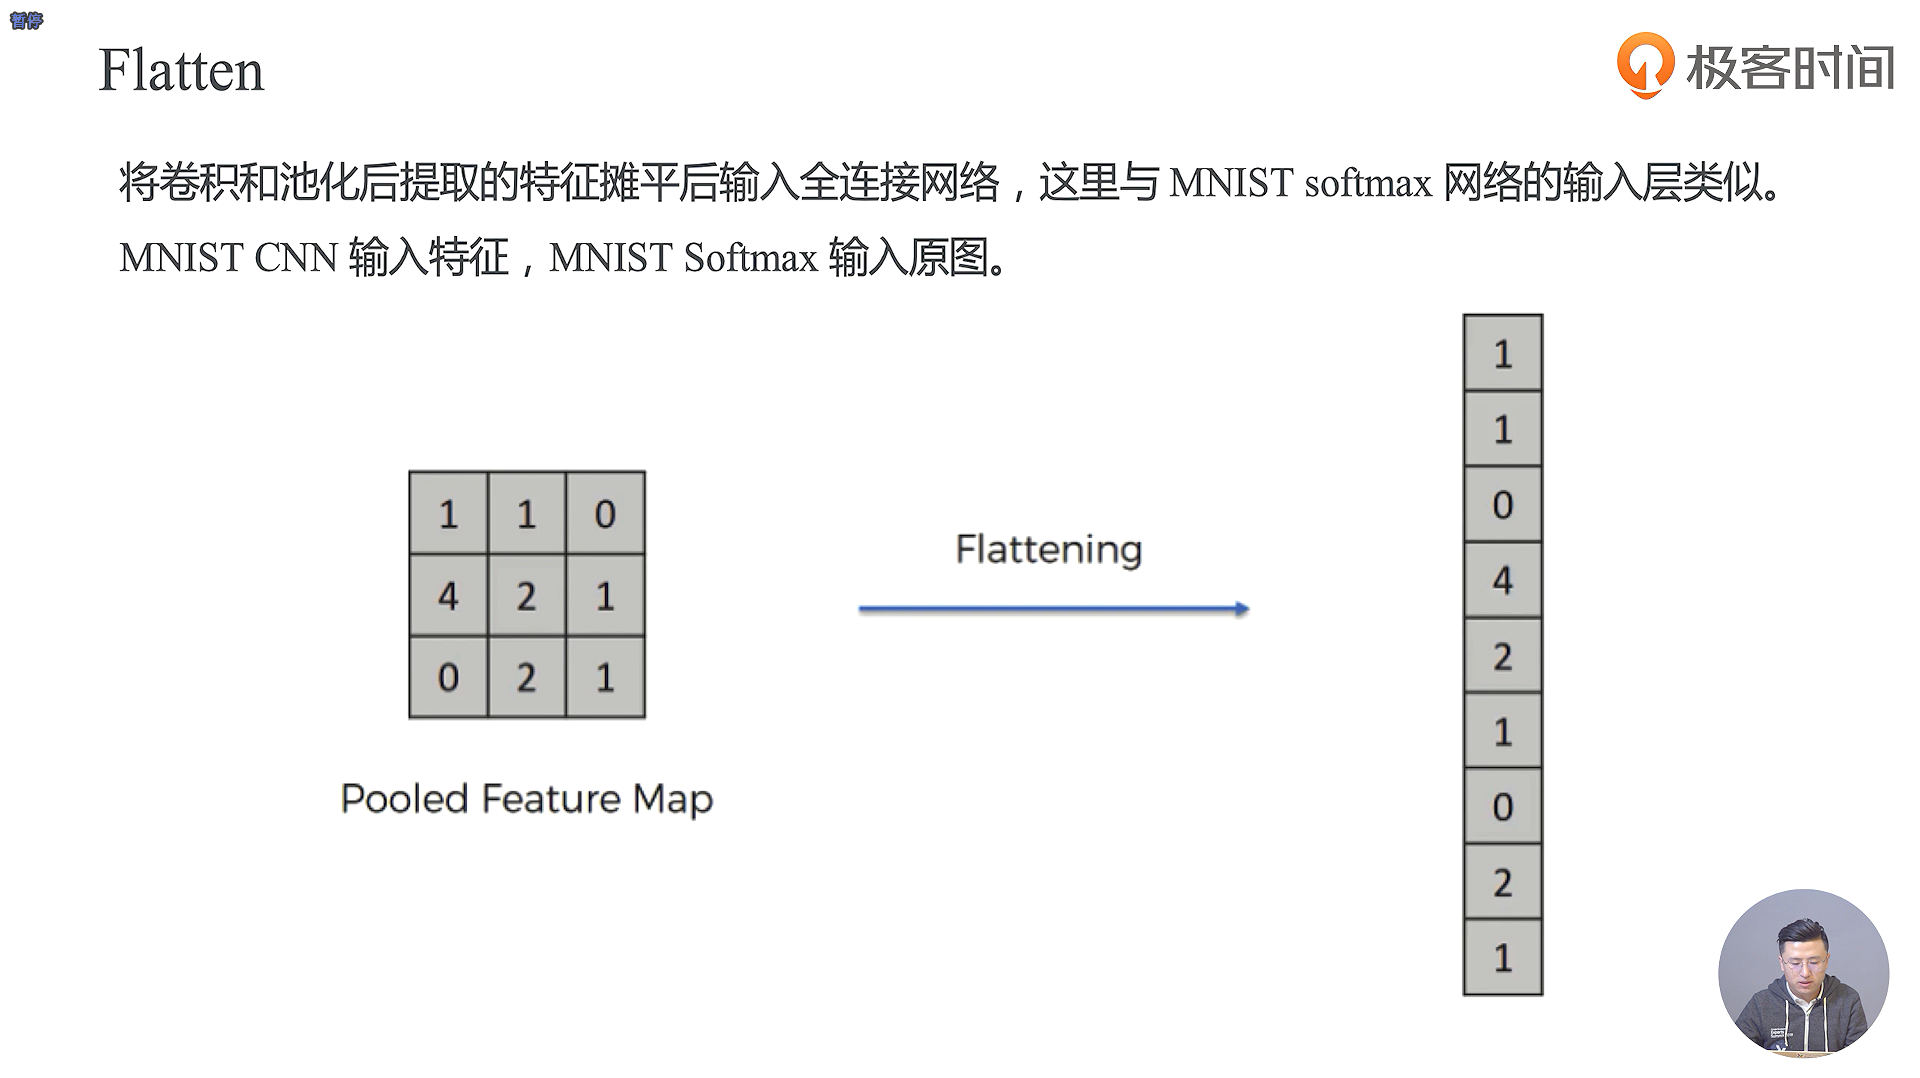 暂停
Flatten
极客时间
将卷积和池化后提取的特征摊平后输入全连接网络，这里与 MNIST softmax 网络的输入层类似。
MNIST CNN 输入特征，MNIST Softmax 输入原图。
1 1 0
4 2 1
0 2 1
Pooled Feature Map
Flattening
1
1
0
4
2
1
0
2
1